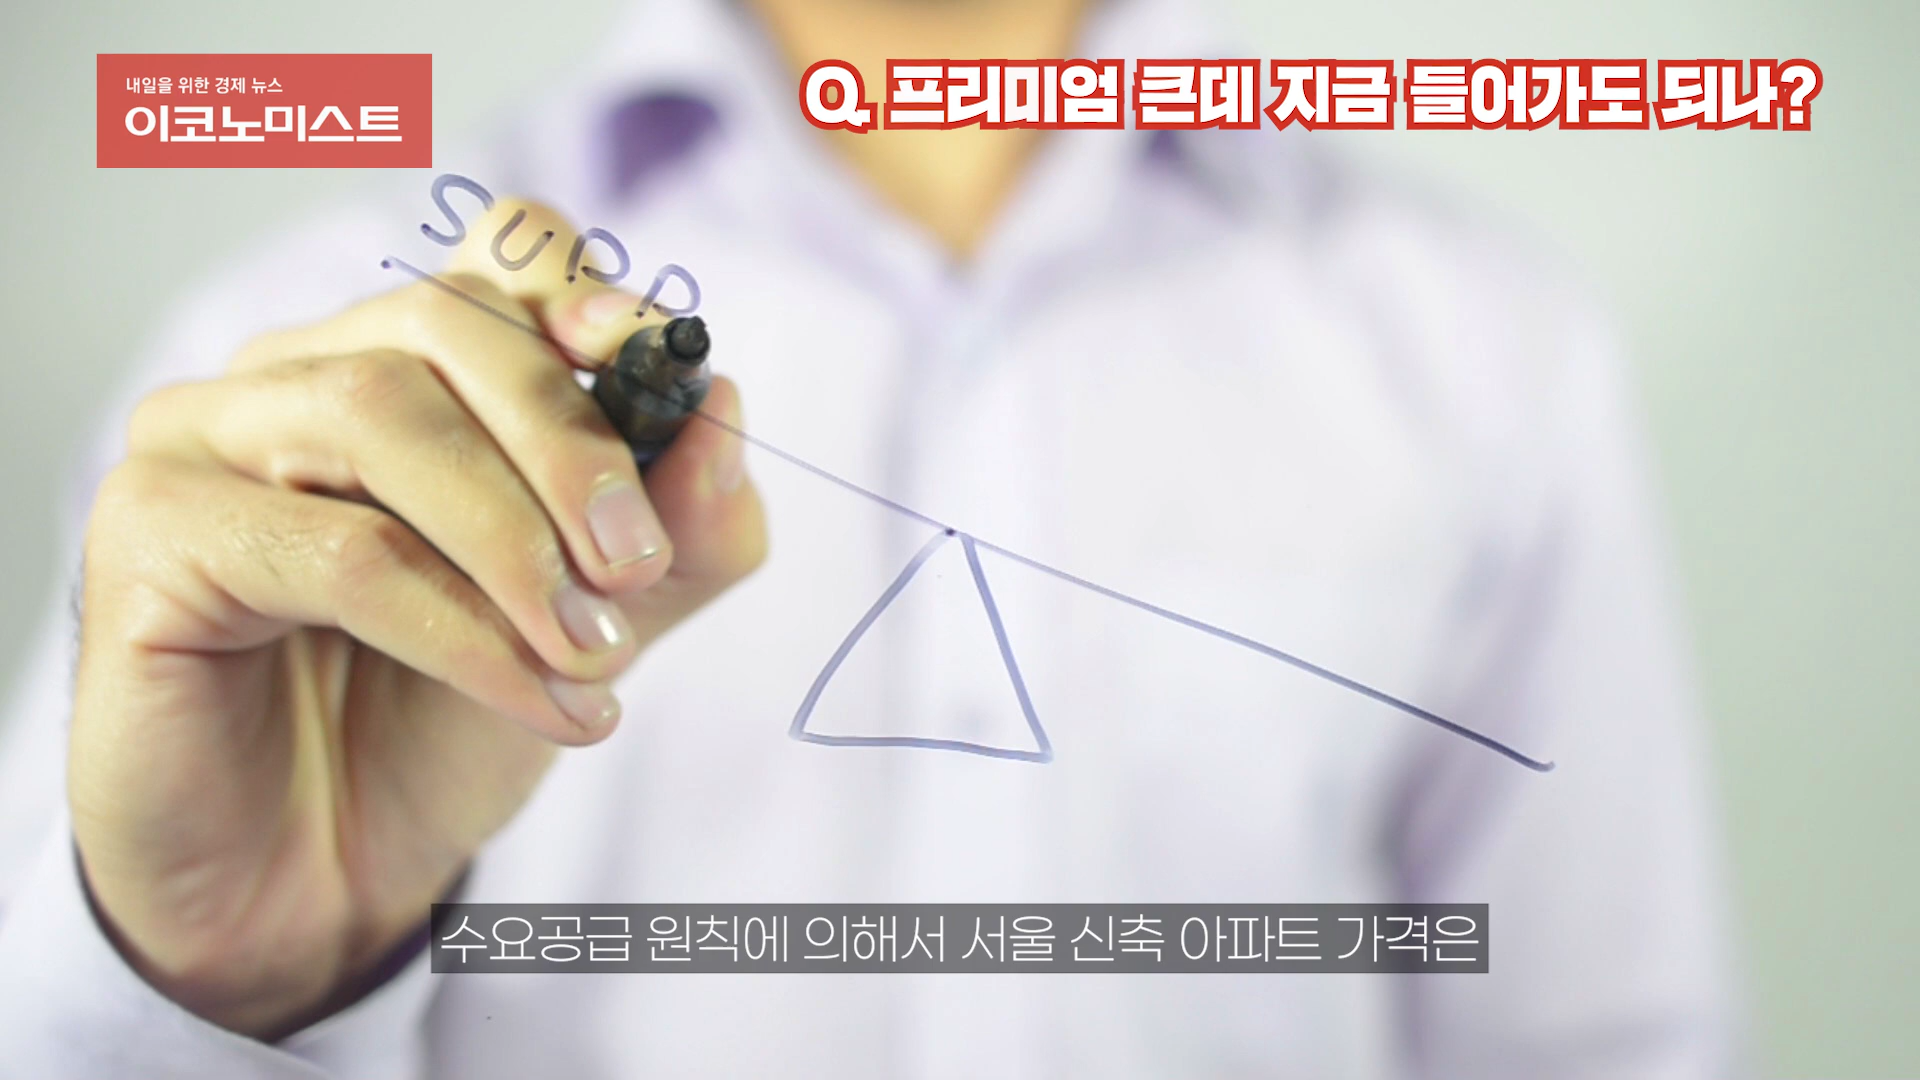 내일을 위한 경제 뉴스
이코노미스트
Q. 프리미엄 큰데 지금 들어가도 되나?
SUPP
수요공급 원칙에 의해서 서울 신축 아파트 가격은